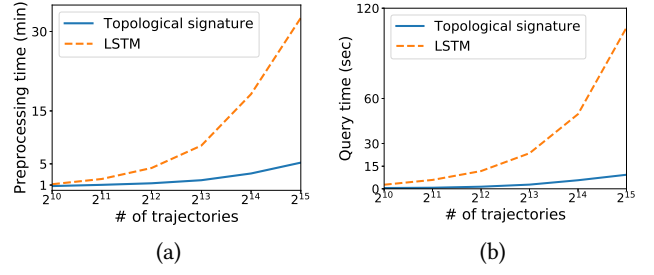 Preprocessing time (min)
30
15
5
1
Topological signature
LSTM
2^10 2^11 2^12 2^13 2^14 2^15
# of trajectories
(a)
Query time (sec)
120
60
30
15
0
Topological signature
LSTM
2^10 2^11 2^12 2^13 2^14 2^15
# of trajectories
(b)